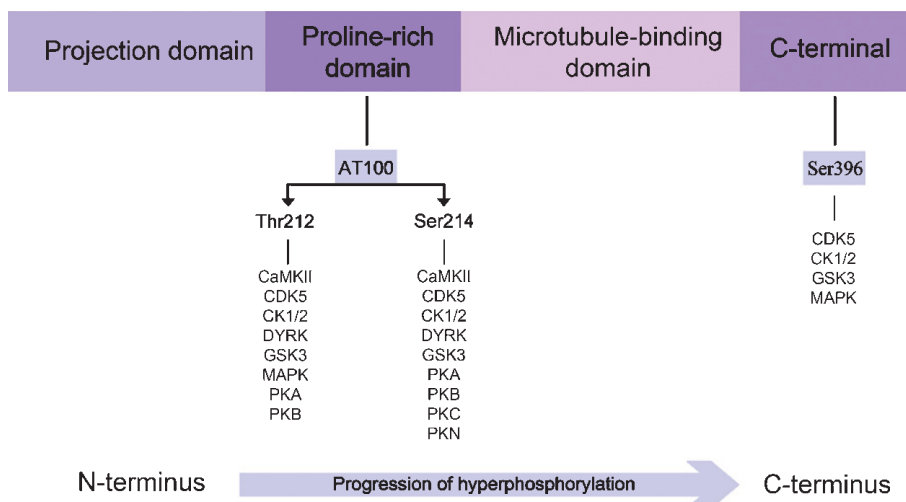 Projection domain
Proline-rich
domain
Microtubule-binding
domain
C-terminal
AT100
Thr212
CaMKII
CDK5
CK1/2
DYRK
GSK3
MAPK
PKA
PKB
Ser214
CaMKII
CDK5
CK1/2
DYRK
GSK3
PKA
PKB
PKC
PKN
Ser396
CDK5
CK1/2
GSK3
MAPK
N-terminus
Progression of hyperphosphorylation
C-terminus